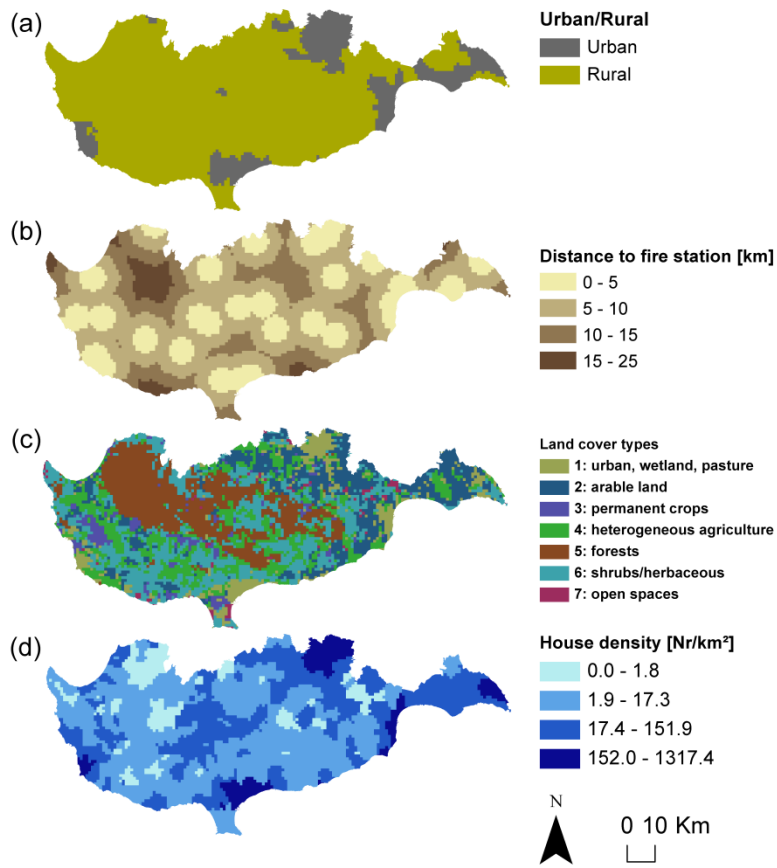 (a)
Urban/Rural
Urban
Rural
(b)
Distance to fire station [km]
0 - 5
5 - 10
10 - 15
15 - 25
(c)
Land cover types
1: urban, wetland, pasture
2: arable land
3: permanent crops
4: heterogeneous agriculture
5: forests
6: shrubs/herbaceous
7: open spaces
(d)
House density [Nr/km²]
0.0 - 1.8
1.9 - 17.3
17.4 - 151.9
152.0 - 1317.4
N
0 10 Km